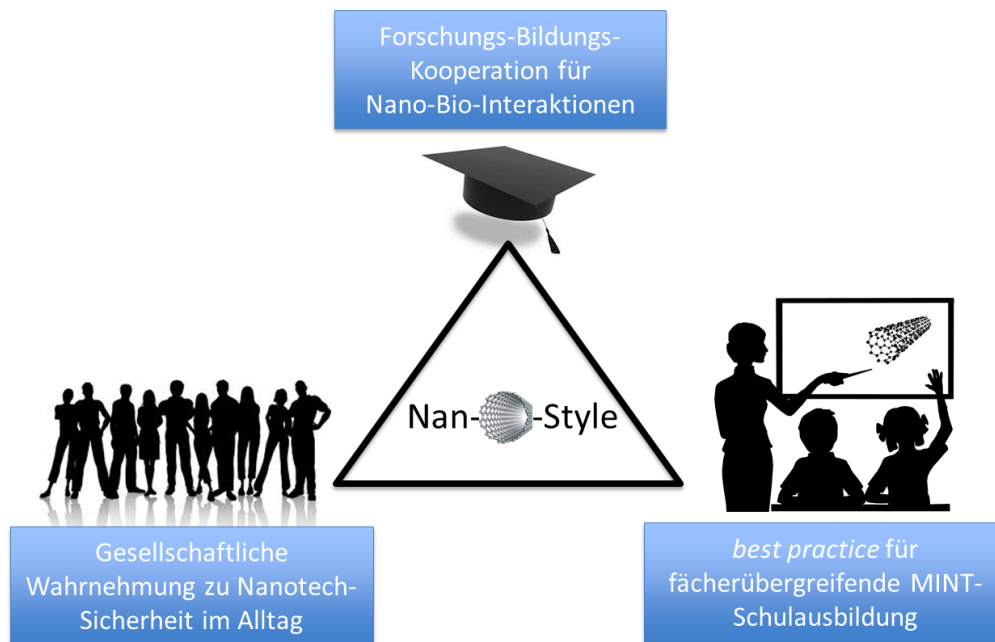 Forschungs-Bildungs-
Kooperation für
Nano-Bio-Interaktionen
Nan- -Style
Gesellschaftliche
Wahrnehmung zu Nanotech-
Sicherheit im Alltag
best practice für
fächerübergreifende MINT-
Schulausbildung